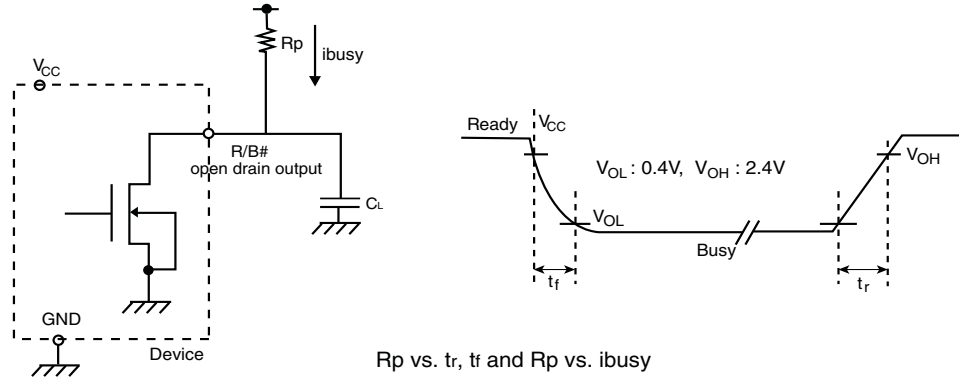 Rp
ibusy
VCC
R/B#
open drain output
CL
GND
Device
Ready
VCC
VOL : 0.4V, VOH : 2.4V
VOH
VOL
Busy
tf
tr
Rp vs. tr, tf and Rp vs. ibusy